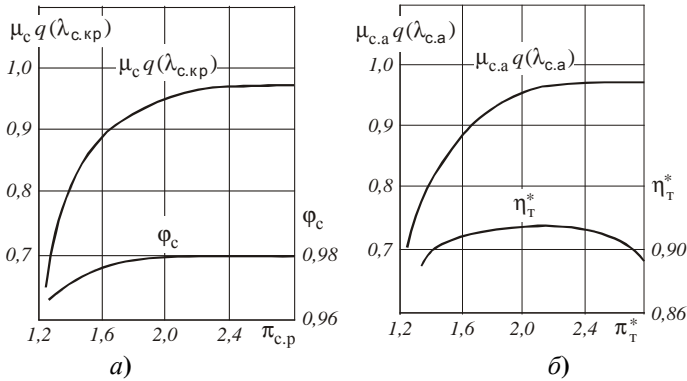 μс q(λс.кр)
μс q(λс.кр)
1,0
0,9
0,8
0,7
φс
φс
0,98
0,96
1,2 1,6 2,0 2,4 πс.р
а)
μс.а q(λс.а)
μс.а q(λс.а)
1,0
0,9
0,8
0,7
η*т
η*т
0,90
0,86
1,2 1,6 2,0 2,4 π*т
б)